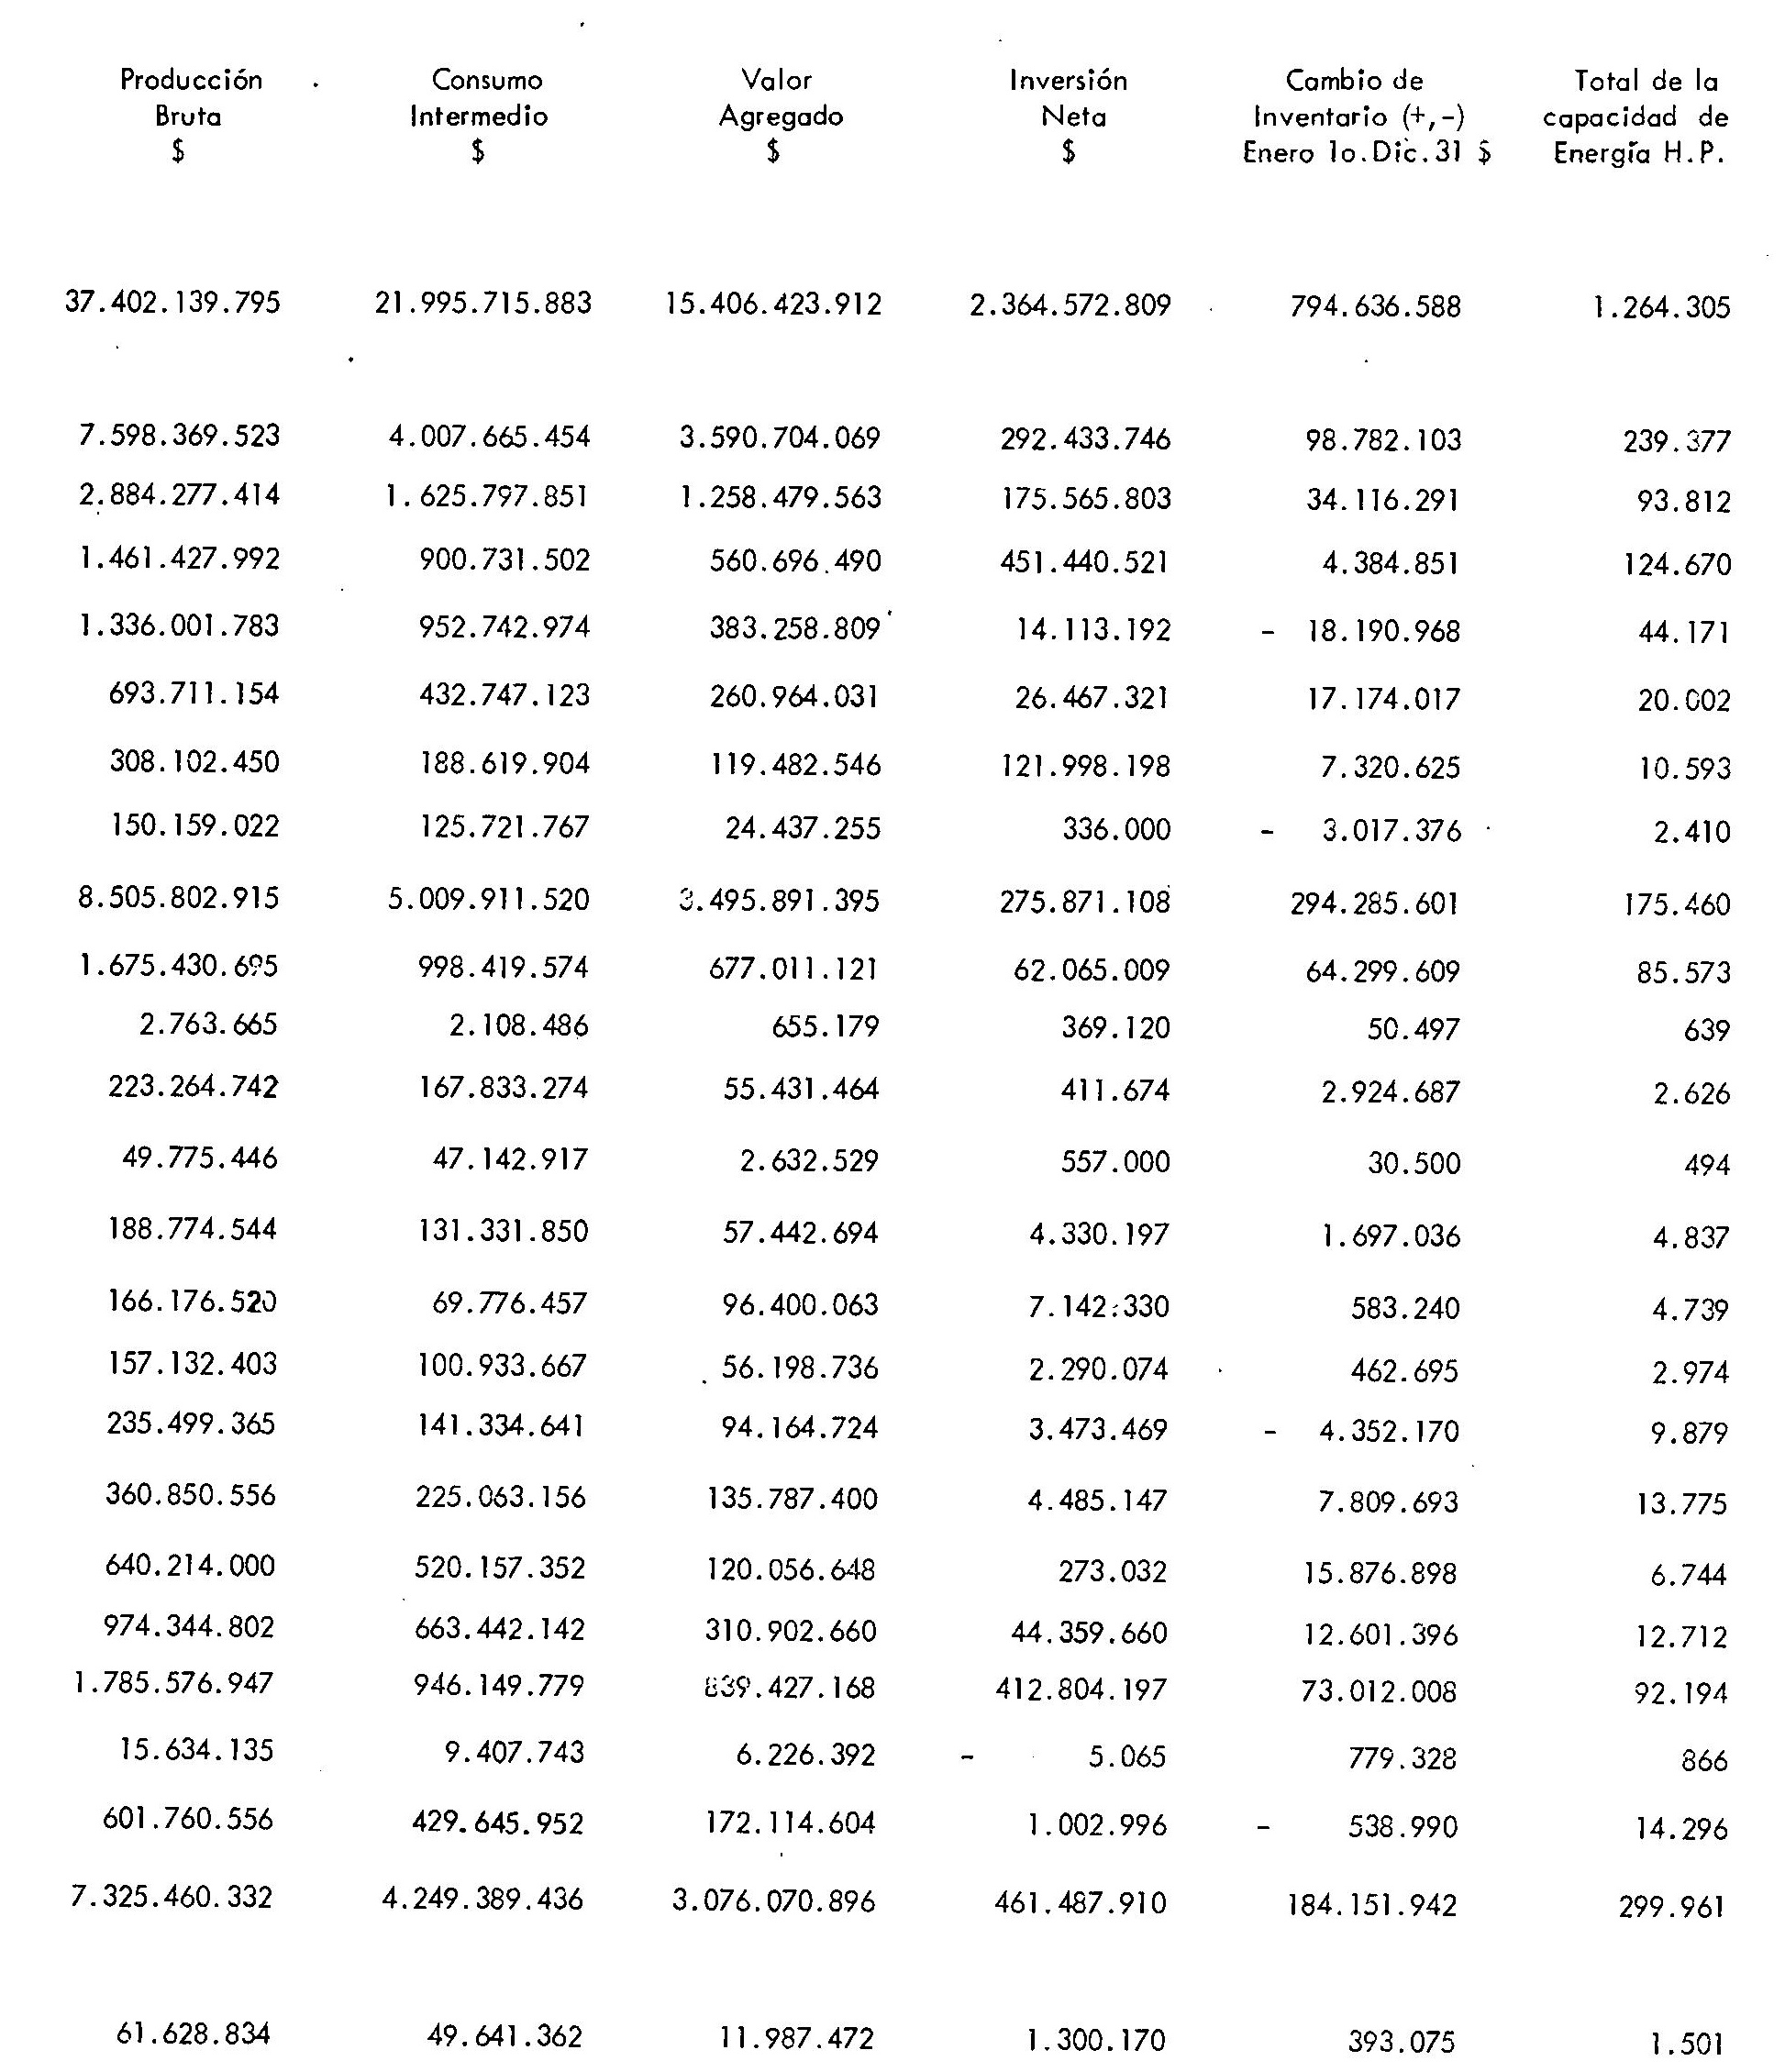 Producción Consumo Valor Inversión Cambio de Total de la
Bruta Intermedio Agregado Neta Inventario (+,-) capacidad de
$ $ $ $ Enero 1o.Dic.31 $ Energía H.P.
37.402.139.795 21.995.715.883 15.406.423.912 2.364.572.809 794.636.588 1.264.305
7.598.369.523 4.007.665.454 3.590.704.069 292.433.746 98.782.103 239.377
2.884.277.414 1.625.797.851 1.258.479.563 175.565.803 34.116.291 93.812
1.461.427.992 900.731.502 560.696.490 451.440.521 4.384.851 124.670
1.336.001.783 952.742.974 383.258.809 14.113.192 - 18.190.968 44.171
693.711.154 432.747.123 260.964.031 26.467.321 17.174.017 20.002
308.102.450 188.619.904 119.482.546 121.998.198 7.320.625 10.593
150.159.022 125.721.767 24.437.255 336.000 - 3.017.376 2.410
8.505.802.915 5.009.911.520 3.495.891.395 275.871.108 294.285.601 175.460
1.675.430.695 998.419.574 677.011.121 62.065.009 64.299.609 85.573
2.763.665 2.108.486 655.179 369.120 50.497 639
223.264.742 167.833.274 55.431.464 411.674 2.924.687 2.626
49.775.446 47.142.917 2.632.529 557.000 30.500 494
188.774.544 131.331.850 57.442.694 4.330.197 1.697.036 4.837
166.176.520 69.776.457 96.400.063 7.142.330 583.240 4.739
157.132.403 100.933.667 56.198.736 2.290.074 462.695 2.974
235.499.365 141.334.641 94.164.724 3.473.469 - 4.352.170 9.879
360.850.556 225.063.156 135.787.400 4.485.147 7.809.693 13.775
640.214.000 520.157.352 120.056.648 273.032 15.876.898 6.744
974.344.802 663.442.142 310.902.660 44.359.660 12.601.396 12.712
1.785.576.947 946.149.779 839.427.168 412.804.197 73.012.008 92.194
15.634.135 9.407.743 6.226.392 - 5.065 779.328 866
601.760.556 429.645.952 172.114.604 1.002.996 - 538.990 14.296
7.325.460.332 4.249.389.436 3.076.070.896 461.487.910 184.151.942 299.961
61.628.834 49.641.362 11.987.472 1.300.170 393.075 1.501